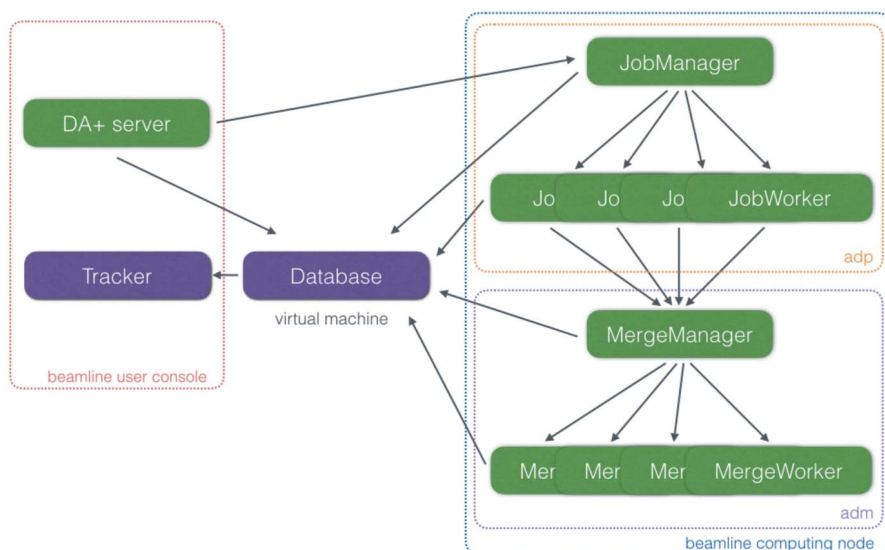 JobManager
DA+ server
Jo
Jo
Jo
JobWorker
adp
Tracker
Database
virtual machine
MergeManager
beamline user console
Mer
Mer
Mer
MergeWorker
adm
beamline computing node